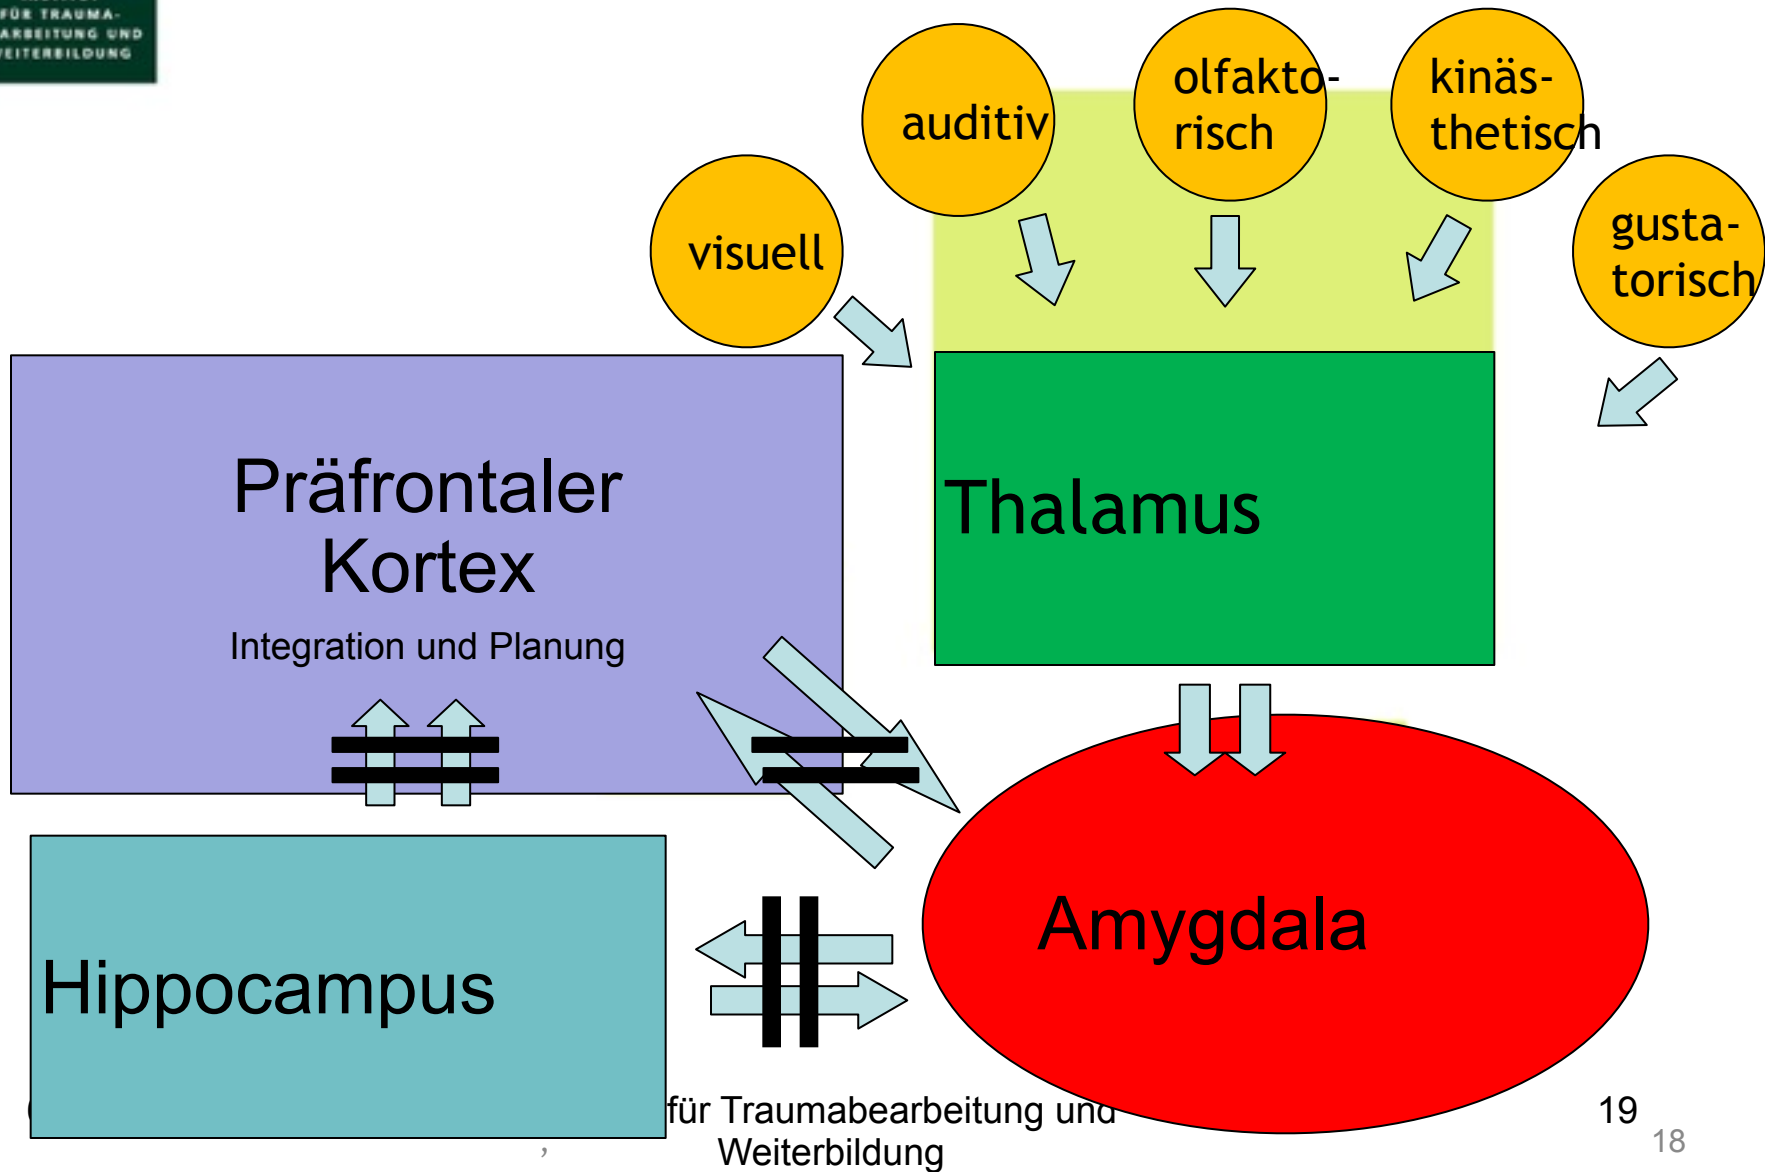 FÜR TRAUMA-
ARBEITUNG UND
WEITERBILDUNG
auditiv
olfakto-
risch
kinäs-
thetisch
visuell
gusta-
torisch
Präfrontaler
Kortex
Integration und Planung
Thalamus
Amygdala
Hippocampus
für Traumabearbeitung und
Weiterbildung
,
19
18